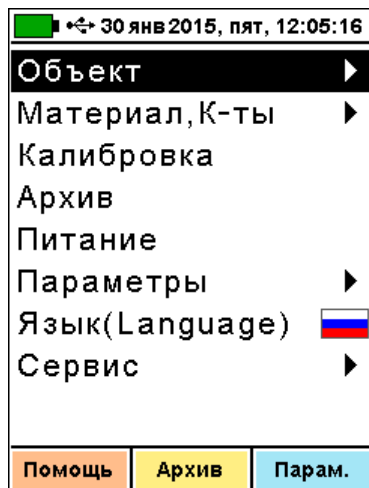 30 янв 2015, пят, 12:05:16
Объект
Материал,К-ты
Калибровка
Архив
Питание
Параметры
Язык(Language)
Сервис
Помощь Архив Парам.